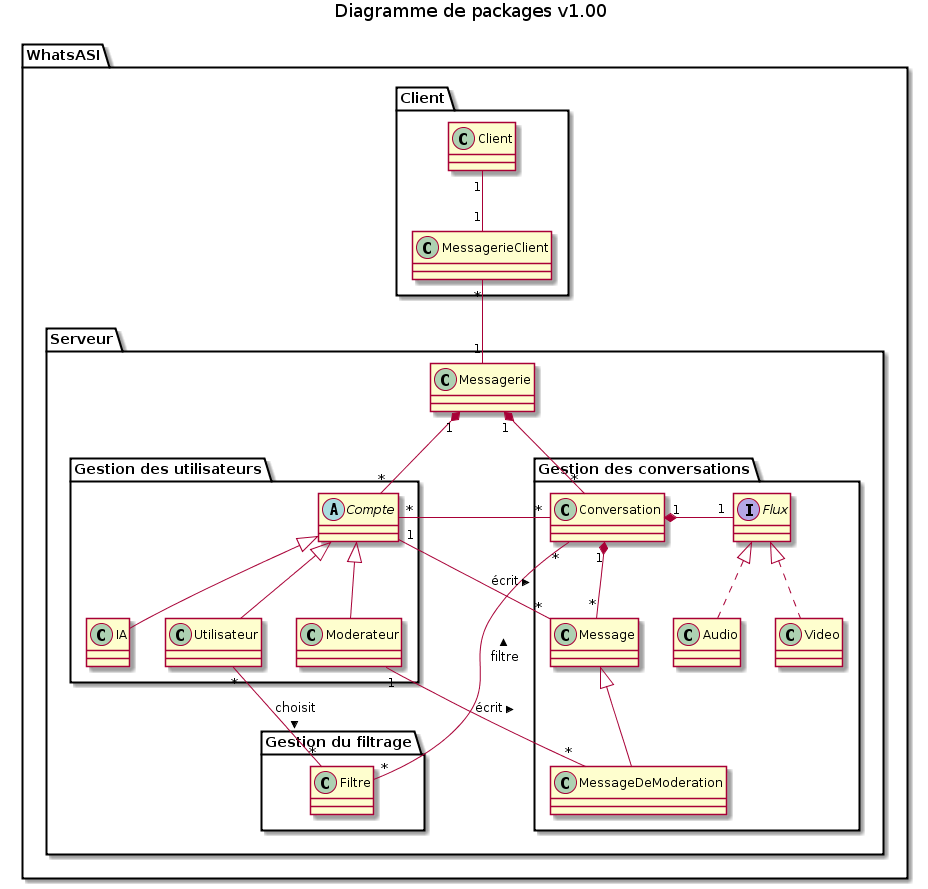 Diagramme de packages v1.00
WhatsASI
Client
C Client
1
1
C MessagerieClient
*
1
Serveur
C Messagerie
1 1
* *
Gestion des utilisateurs
Gestion des conversations
A Compte
* *
C Conversation
1 1
I Flux
1
* 1
écrit ►
* *
C IA
C Utilisateur
C Moderateur
C Message
C Audio
C Video
▲
filtre
* 1
choisit
▼
écrit ►
Gestion du filtrage
* * *
C Filtre
C MessageDeModeration